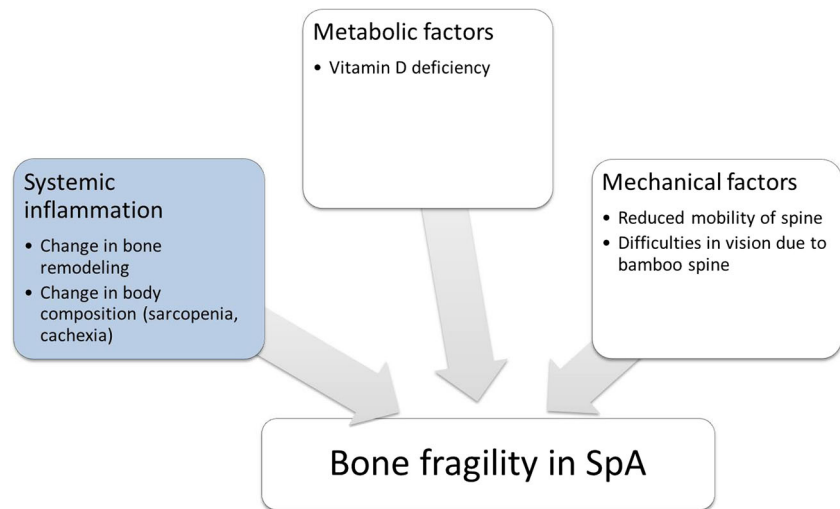 Metabolic factors
• Vitamin D deficiency
Systemic
inflammation
• Change in bone
remodeling
• Change in body
composition (sarcopenia,
cachexia)
Mechanical factors
• Reduced mobility of spine
• Difficulties in vision due to
bamboo spine
Bone fragility in SpA